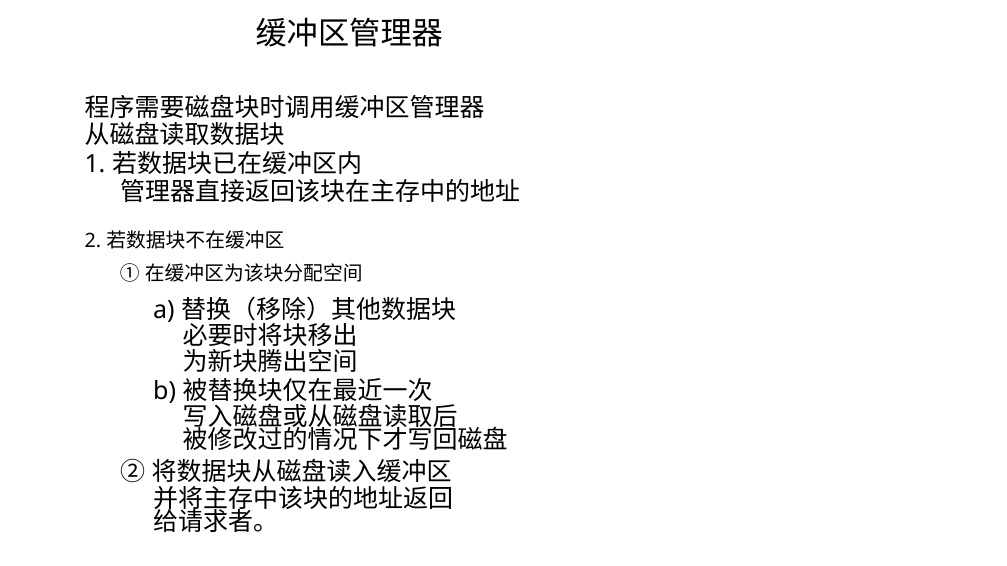 缓冲区管理器
程序需要磁盘块时调用缓冲区管理器
从磁盘读取数据块
1. 若数据块已在缓冲区内
管理器直接返回该块在主存中的地址
2. 若数据块不在缓冲区
① 在缓冲区为该块分配空间
a) 替换（移除）其他数据块
必要时将块移出
为新块腾出空间
b) 被替换块仅在最近一次
写入磁盘或从磁盘读取后
被修改过的情况下才写回磁盘
② 将数据块从磁盘读入缓冲区
并将主存中该块的地址返回
给请求者。